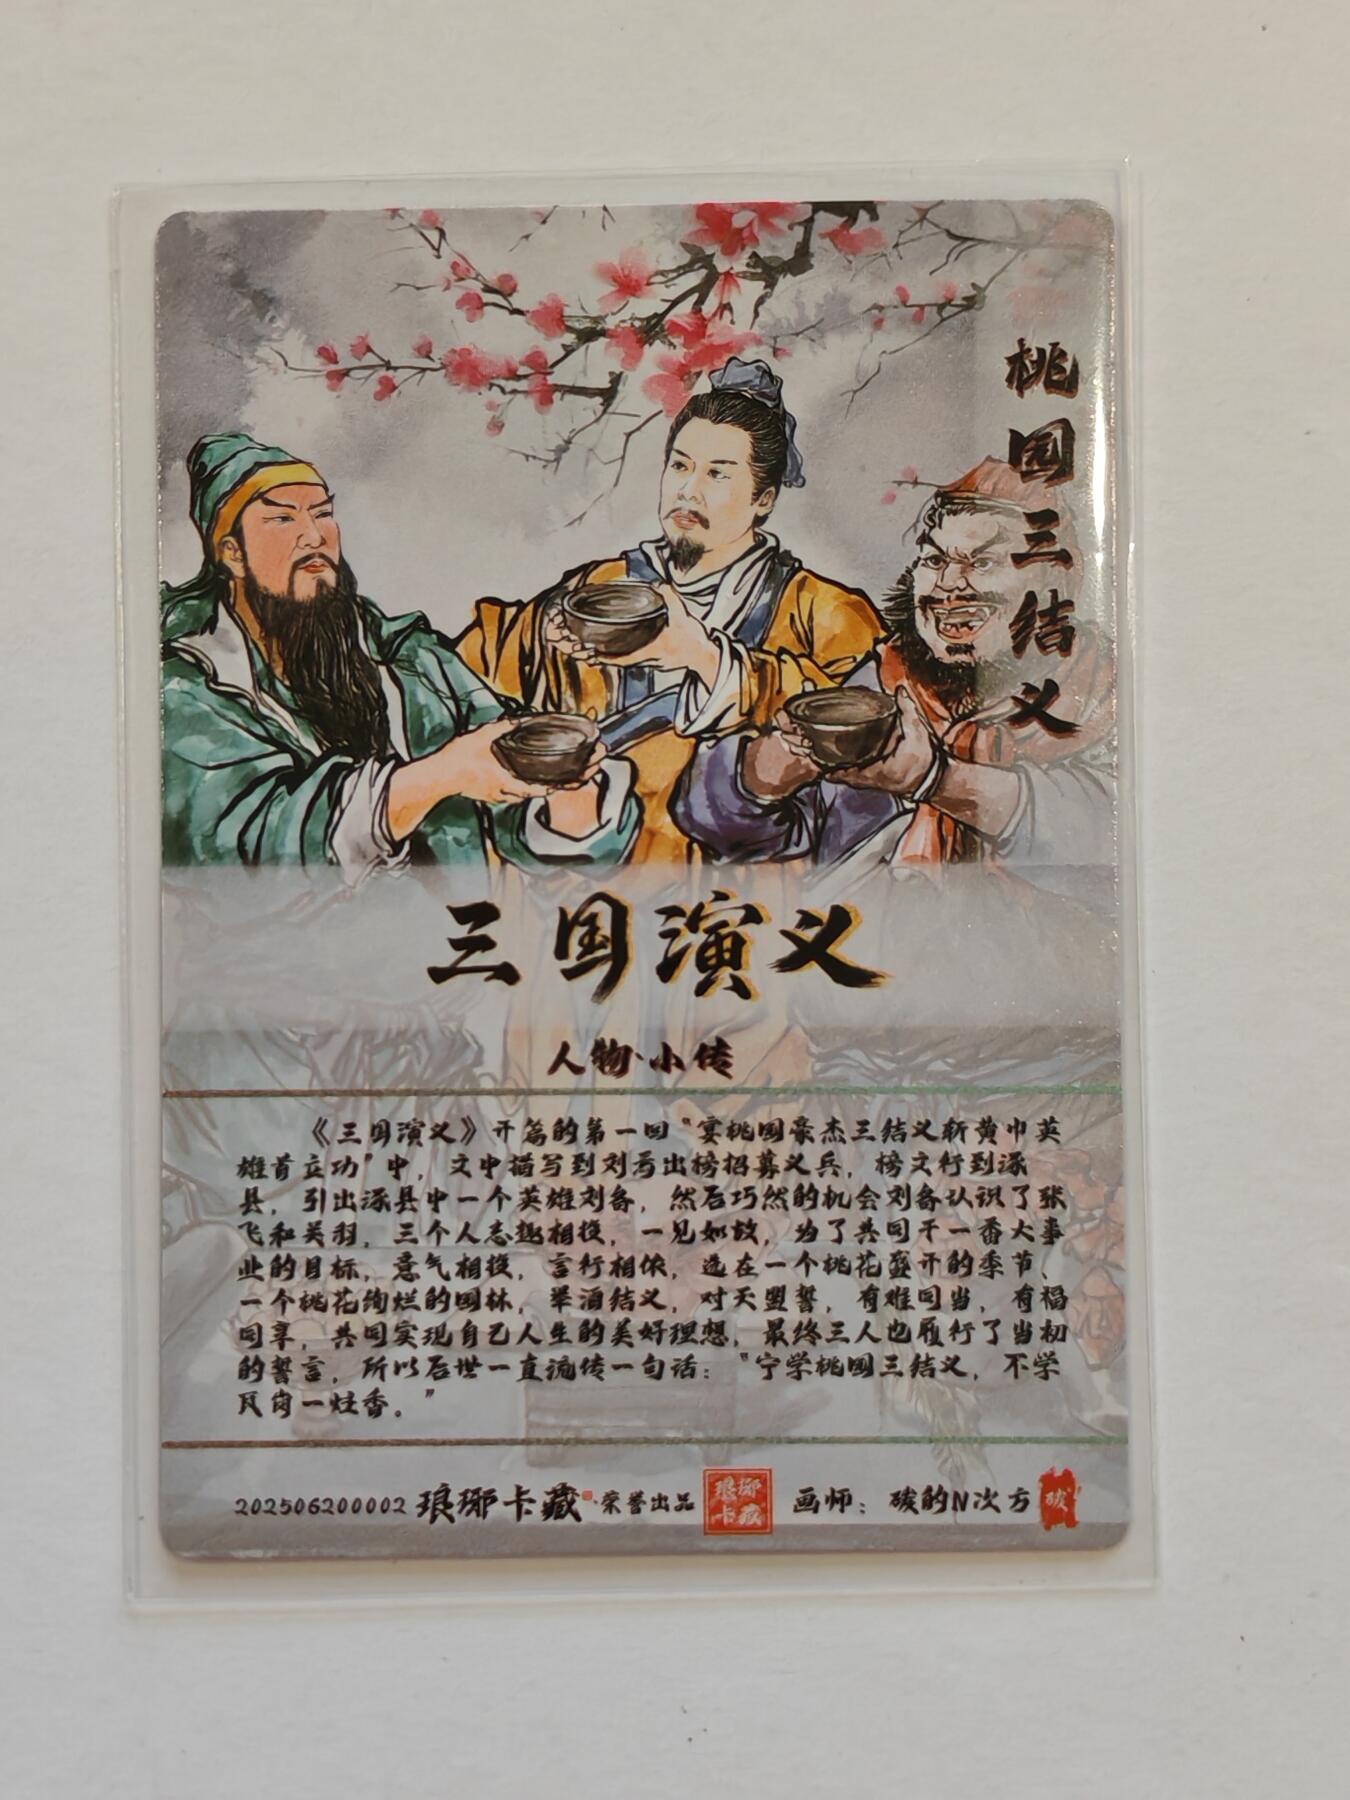 桃园三结义
三国演义
人物·小传
《三国演义》开篇的第一回“宴桃园豪杰三结义斩黄巾英
雄首立功”中，文中描写到刘焉出榜招募义兵，榜文行到涿
县，引出涿县中一个英雄刘备，然后巧然的机会刘备认识了张
飞和关羽，三个人志趣相投，一见如故，为了共同干一番大事
业的目标，意气相投，言行相依，选在一个桃花盛开的季节、
一个桃花绚烂的园林，举酒结义，对天盟誓，有难同当，有福
同享，共同实现自己人生的美好理想，最终三人也履行了当初
的誓言，所以后世一直流传一句话：“宁学桃园三结义，不学
瓦岗一炷香。”
202506200002 琅琊卡藏·荣誉出品 琅琊卡藏 画师：碳的N次方 碳